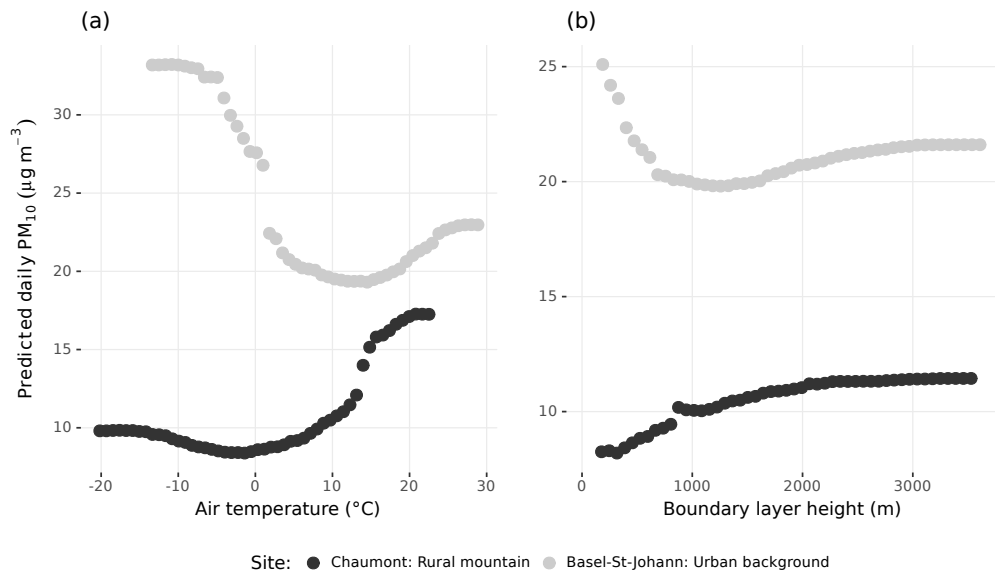 (a)
(b)
Predicted daily PM10 (µg m−3)
30
25
20
15
10
-20
-10
0
10
20
30
Air temperature (°C)
25
20
15
10
0
1000
2000
3000
Boundary layer height (m)
Site:
Chaumont: Rural mountain
Basel-St-Johann: Urban background